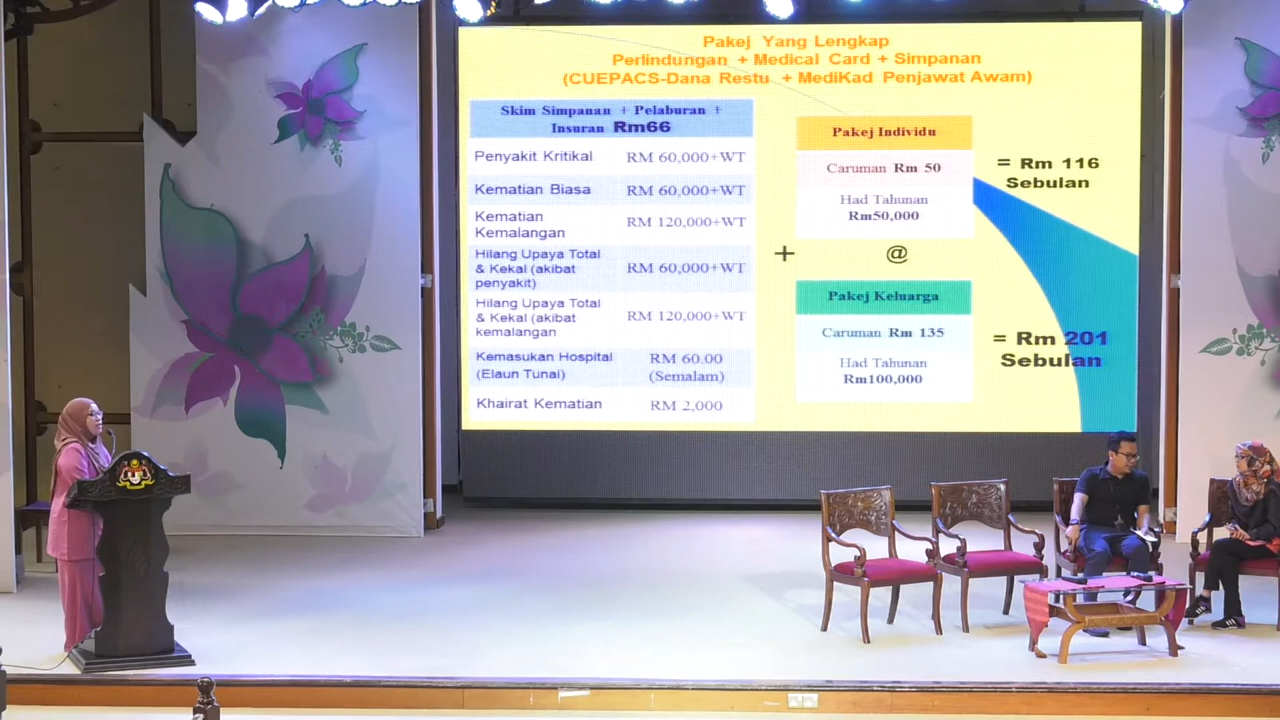 Pakej Yang Lengkap
Perlindungan + Medical Card + Simpanan
(CUEPACS-Dana Restu + MediKad Penjawat Awam)
Skim Simpanan + Pelaburan +
Insuran Rm66
Penyakit Kritikal RM 60,000+WT
Kematian Biasa RM 60,000+WT
Kematian
Kemalangan RM 120,000+WT
Hilang Upaya Total
& Kekal (akibat RM 60,000+WT
penyakit)
Hilang Upaya Total
& Kekal (akibat RM 120,000+WT
kemalangan
Kemasukan Hospital RM 60.00
(Elaun Tunai) (Semalam)
Khairat Kematian RM 2,000
+
Pakej Individu
Caruman Rm 50
Had Tahunan
Rm50,000
= Rm 116
Sebulan
@
Pakej Keluarga
Caruman Rm 135
Had Tahunan
Rm100,000
= Rm 201
Sebulan